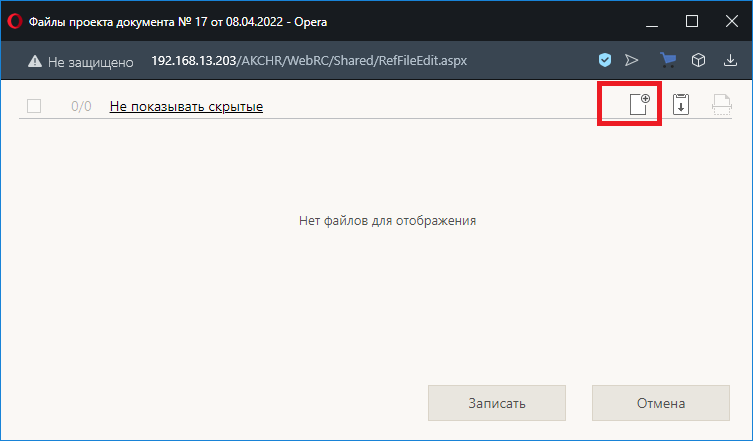 Файлы проекта документа № 17 от 08.04.2022 - Opera
Не защищено 192.168.13.203/AKCHR/WebRC/Shared/RefFileEdit.aspx
0/0 Не показывать скрытые
Нет файлов для отображения
Записать Отмена